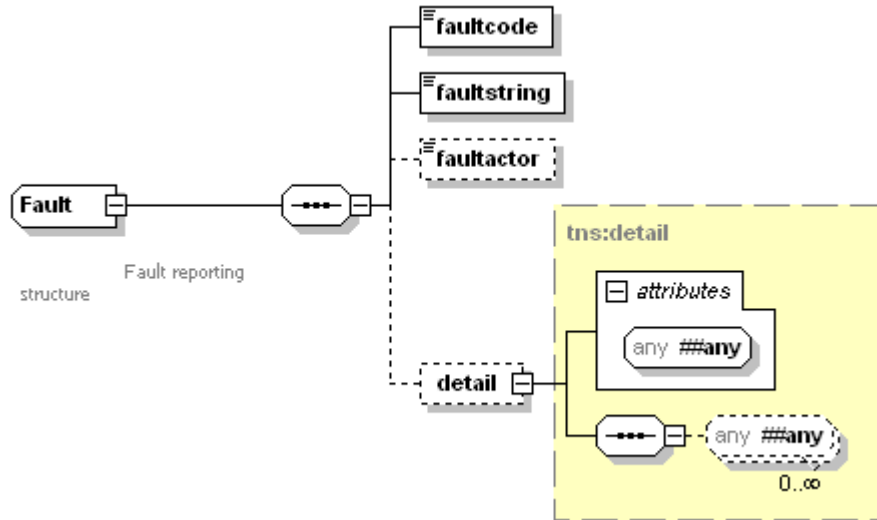 faultcode
faultstring
faultactor
Fault
tns:detail
Fault reporting
structure
attributes
any ##any
detail
any ##any
0..∞